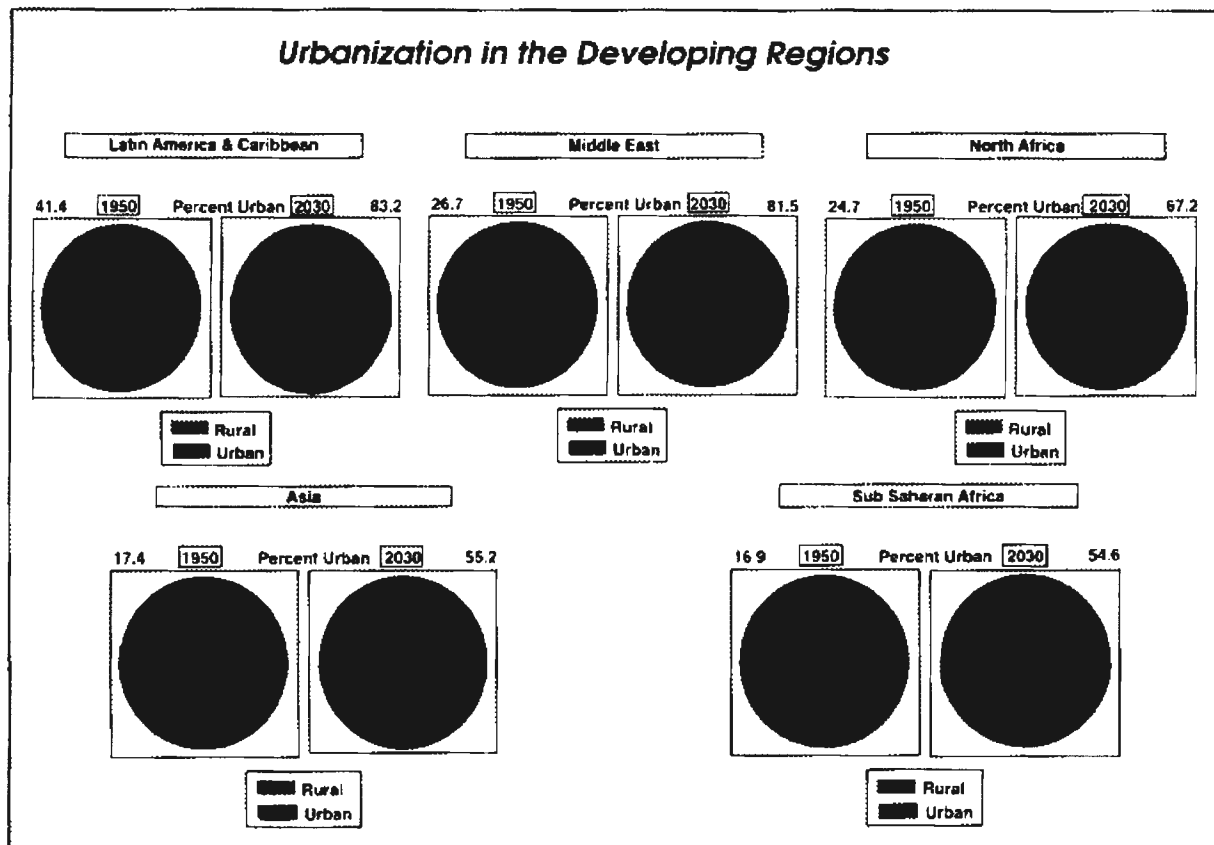 Urbanization in the Developing Regions
Latin America & Caribbean
41.4 1950 Percent Urban 2030 83.2
Rural
Urban
Middle East
26.7 1950 Percent Urban 2030 81.5
Rural
Urban
North Africa
24.7 1950 Percent Urban 2030 67.2
Rural
Urban
Asia
17.4 1950 Percent Urban 2030 55.2
Rural
Urban
Sub Saharan Africa
16 9 1950 Percent Urban 2030 54.6
Rural
Urban